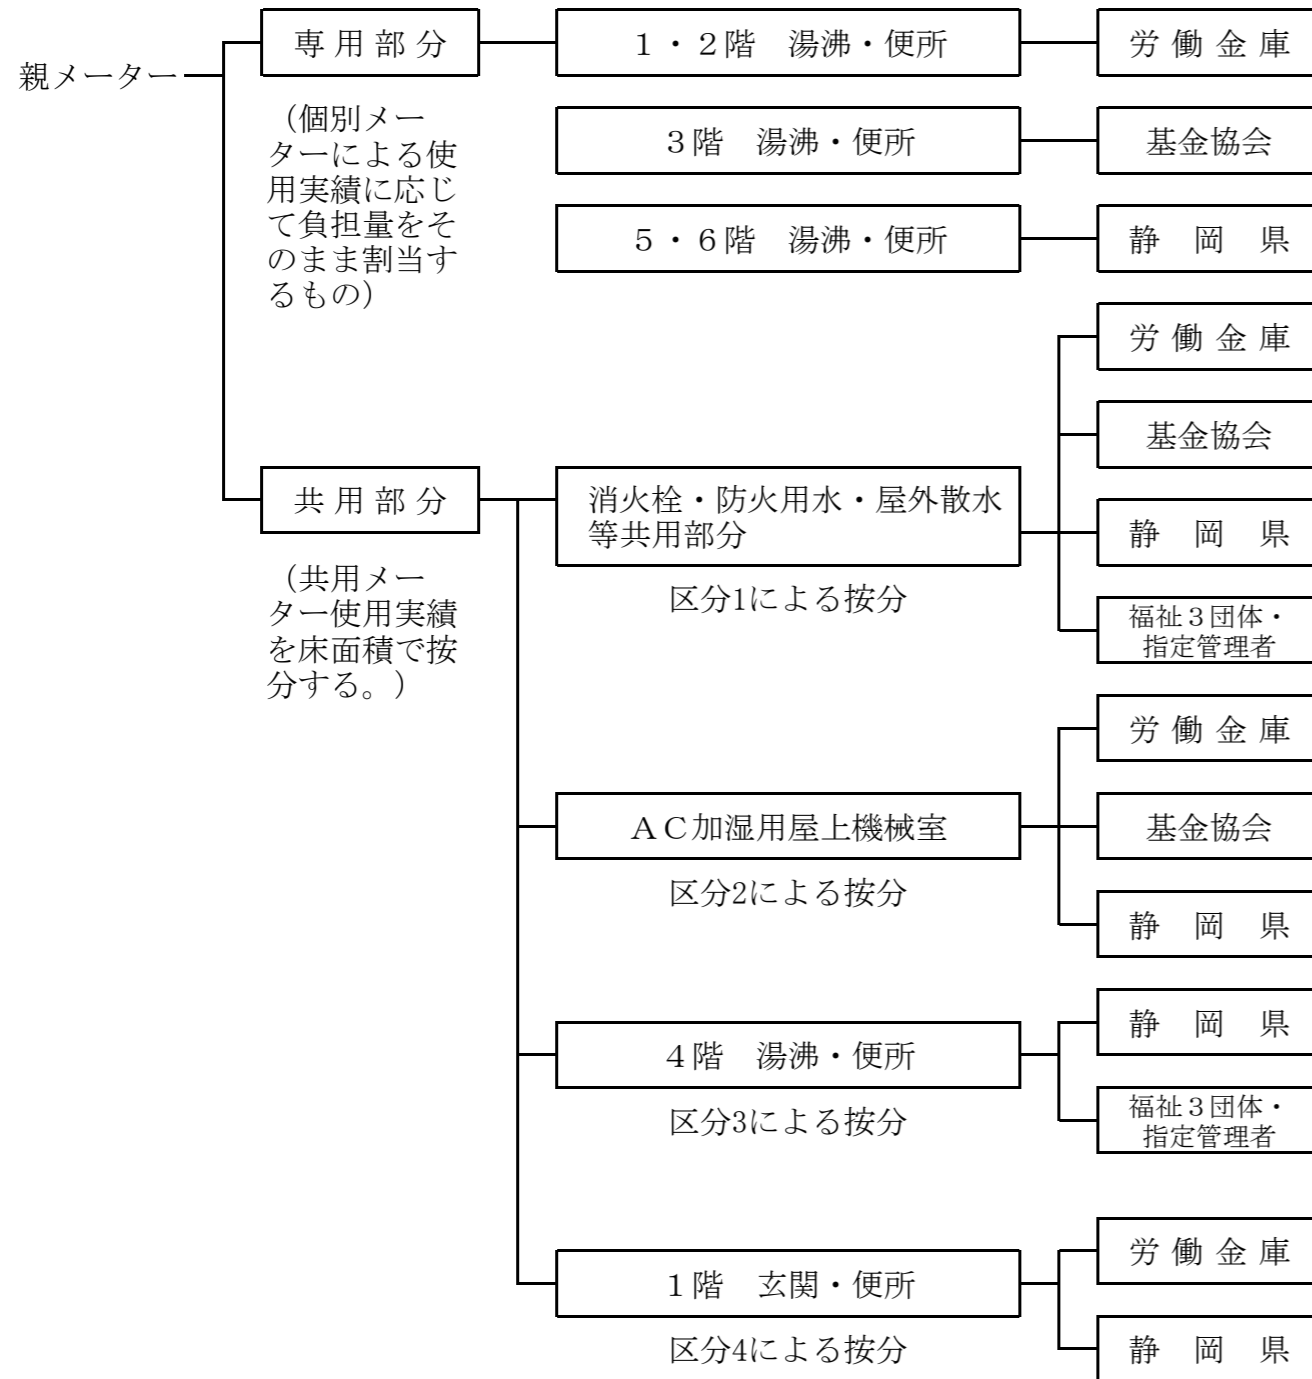 親メーター
専用部分
(個別メー
ターによる使
用実績に応じ
て負担量をそ
のまま割当す
るもの)
1・2階　湯沸・便所
労働金庫
3階　湯沸・便所
基金協会
5・6階　湯沸・便所
静　岡　県
共用部分
(共用メー
ター使用実績
を床面積で按
分する。)
消火栓・防火用水・屋外散水
等共用部分
区分1による按分
労働金庫
基金協会
静　岡　県
福祉3団体・
指定管理者
AC加湿用屋上機械室
区分2による按分
労働金庫
基金協会
静　岡　県
4階　湯沸・便所
区分3による按分
静　岡　県
福祉3団体・
指定管理者
1階　玄関・便所
区分4による按分
労働金庫
静　岡　県